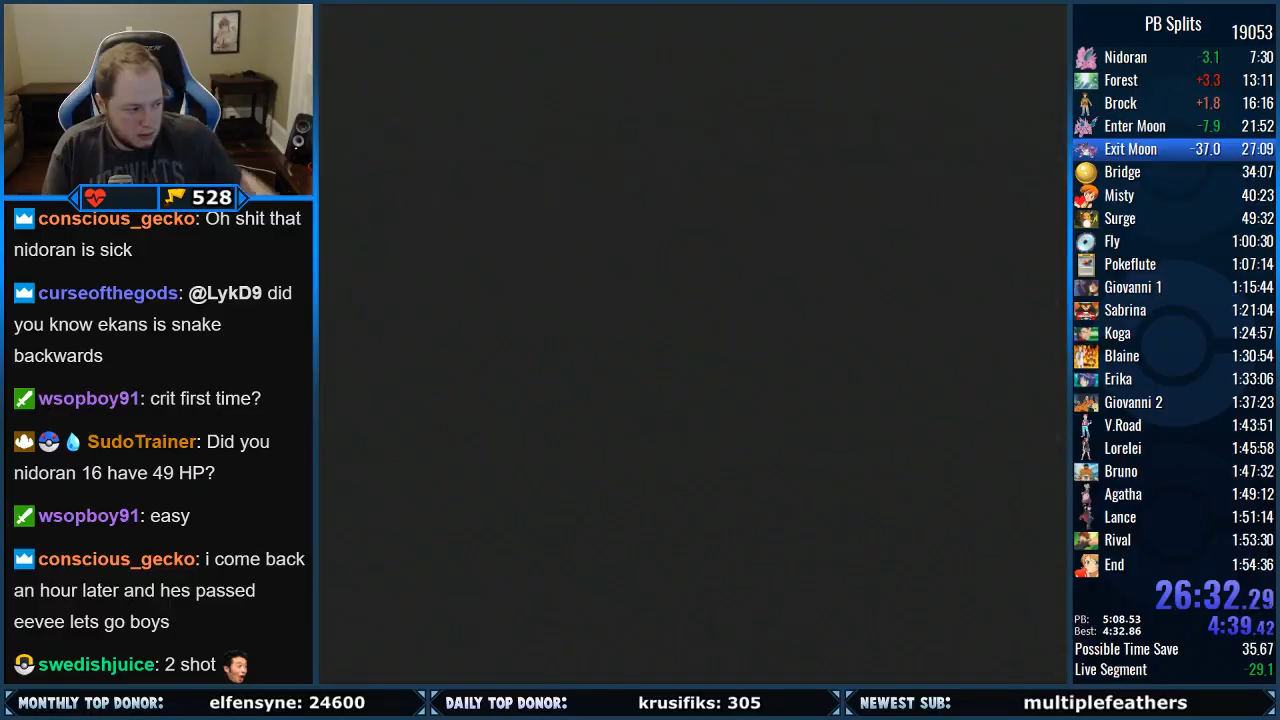 PB Splits
19053
Nidoran -3.1 7:30
Forest +3.3 13:11
Brock +1.8 16:16
Enter Moon -7.9 21:52
Exit Moon -37.0 27:09
Bridge 34:07
Misty 40:23
Surge 49:32
Fly 1:00:30
Pokeflute 1:07:14
Giovanni 1 1:15:44
Sabrina 1:21:04
Koga 1:24:57
Blaine 1:30:54
Erika 1:33:06
Giovanni 2 1:37:23
V.Road 1:43:51
Lorelei 1:45:58
Bruno 1:47:32
Agatha 1:49:12
Lance 1:51:14
Rival 1:53:30
End 1:54:36
26:32.29
PB: 5:08.53
Best: 4:32.86
4:39.42
Possible Time Save 35.67
Live Segment -29.1
528
conscious_gecko: Oh shit that
nidoran is sick
curseofthegods: @LykD9 did
you know ekans is snake
backwards
wsopboy91: crit first time?
SudoTrainer: Did you
nidoran 16 have 49 HP?
wsopboy91: easy
conscious_gecko: i come back
an hour later and hes passed
eevee lets go boys
swedishjuice: 2 shot
MONTHLY TOP DONOR: elfensyne: 24600
DAILY TOP DONOR: krusifiks: 305
NEWEST SUB: multiplefeathers